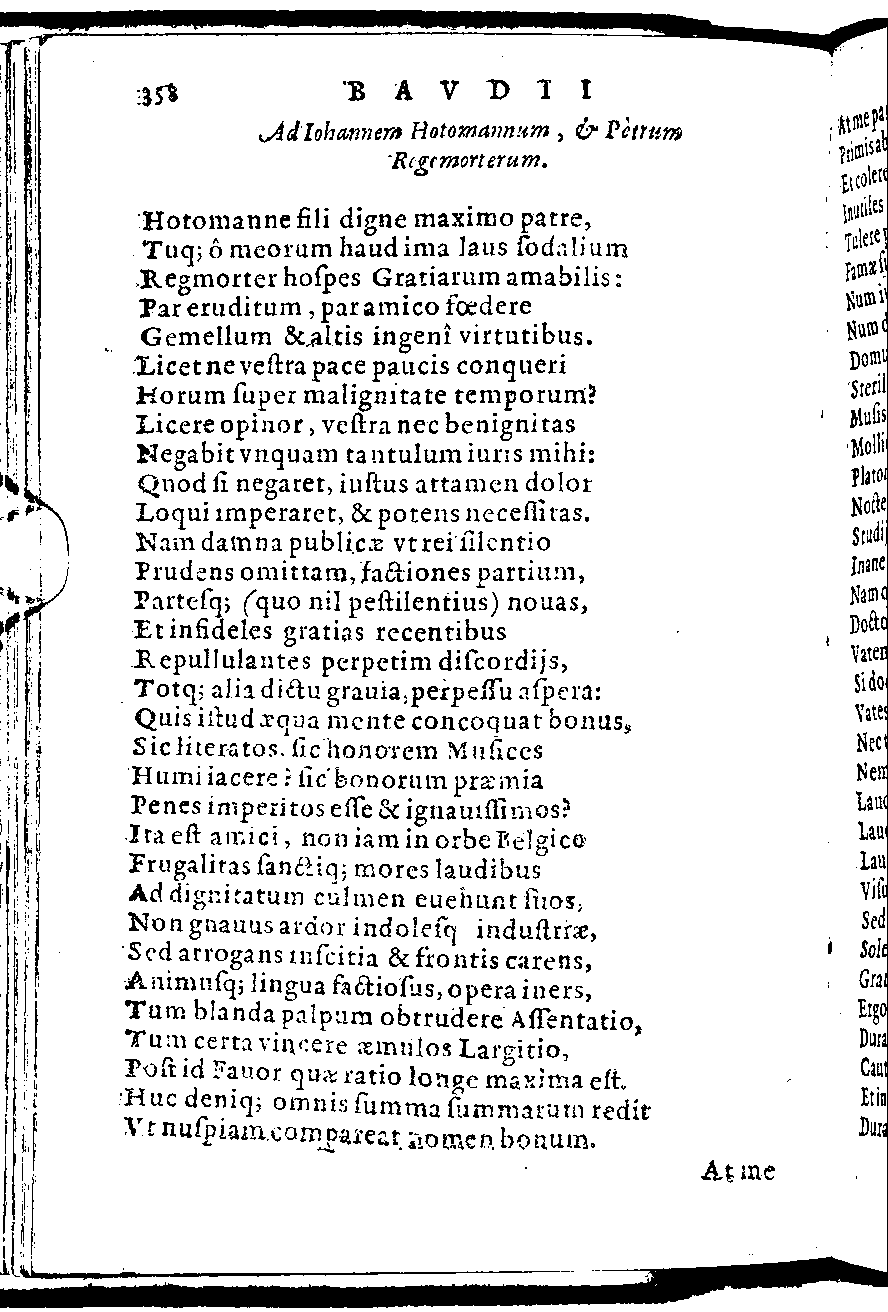 358 BAVDII
Ad Iohannem Hotomannum, & Petrum
Regemorterum.
Hotomanne fili digne maximo patre,
Tuq; ô meorum haud ima laus ſodalium
Regmorter hoſpes Gratiarum amabilis:
Par eruditum, par amico fœdere
Gemellum & altis ingenî virtutibus.
Licet ne veſtra pace paucis conqueri
Horum ſuper malignitate temporum?
Licere opinor, veſtra nec benignitas
Negabit vnquam tantulum iuris mihi:
Quod ſi negaret, iuſtus attamen dolor
Loqui imperaret, & potens neceſſitas.
Nam damna publicæ vt rei ſilentio
Prudens omittam, factiones partium,
Parteſq; (quo nil peſtilentius) nouas,
Et infideles gratias recentibus
Repullulantes perpetim diſcordijs,
Totq; alia dictu grauia, perpeſſu aſpera:
Quis iſtud æqua mente concoquat bonus,
Sic literatos, ſic honorem Muſices
Humi iacere? ſic bonorum præmia
Penes imperitos eſſe & ignauiſſimos?
Ita eſt amici, non iam in orbe Belgico
Frugalitas ſanctiq; mores laudibus
Ad dignitatum culmen euehunt ſuos,
Non gnauus ardor indoleſq induſtriæ,
Sed arrogans inſcitia & frontis carens,
Animuſq; lingua factioſus, opera iners,
Tum blanda palpum obtrudere Aſſentatio,
Tum certa vincere æmulos Largitio,
Poſt id Fauor quæ ratio longe maxima eſt.
Huc deniq; omnis ſumma ſummarum redit
Vt nuſpiam compareat nomen bonum.
At me
At me pa
Primis ab
Et colere
Inutiles
Tulere
Famæ ſi
Num i
Num d
Domu
Steril
Muſis
Molli
Plato
Nocte
Studij
Inane
Nam q
Docto
Vatem
Si do
Vates
Nec t
Nem
Lauc
Lau
Lau
Viſu
Sed
Sole
Grat
Ergo
Dura
Caut
Et in
Dura